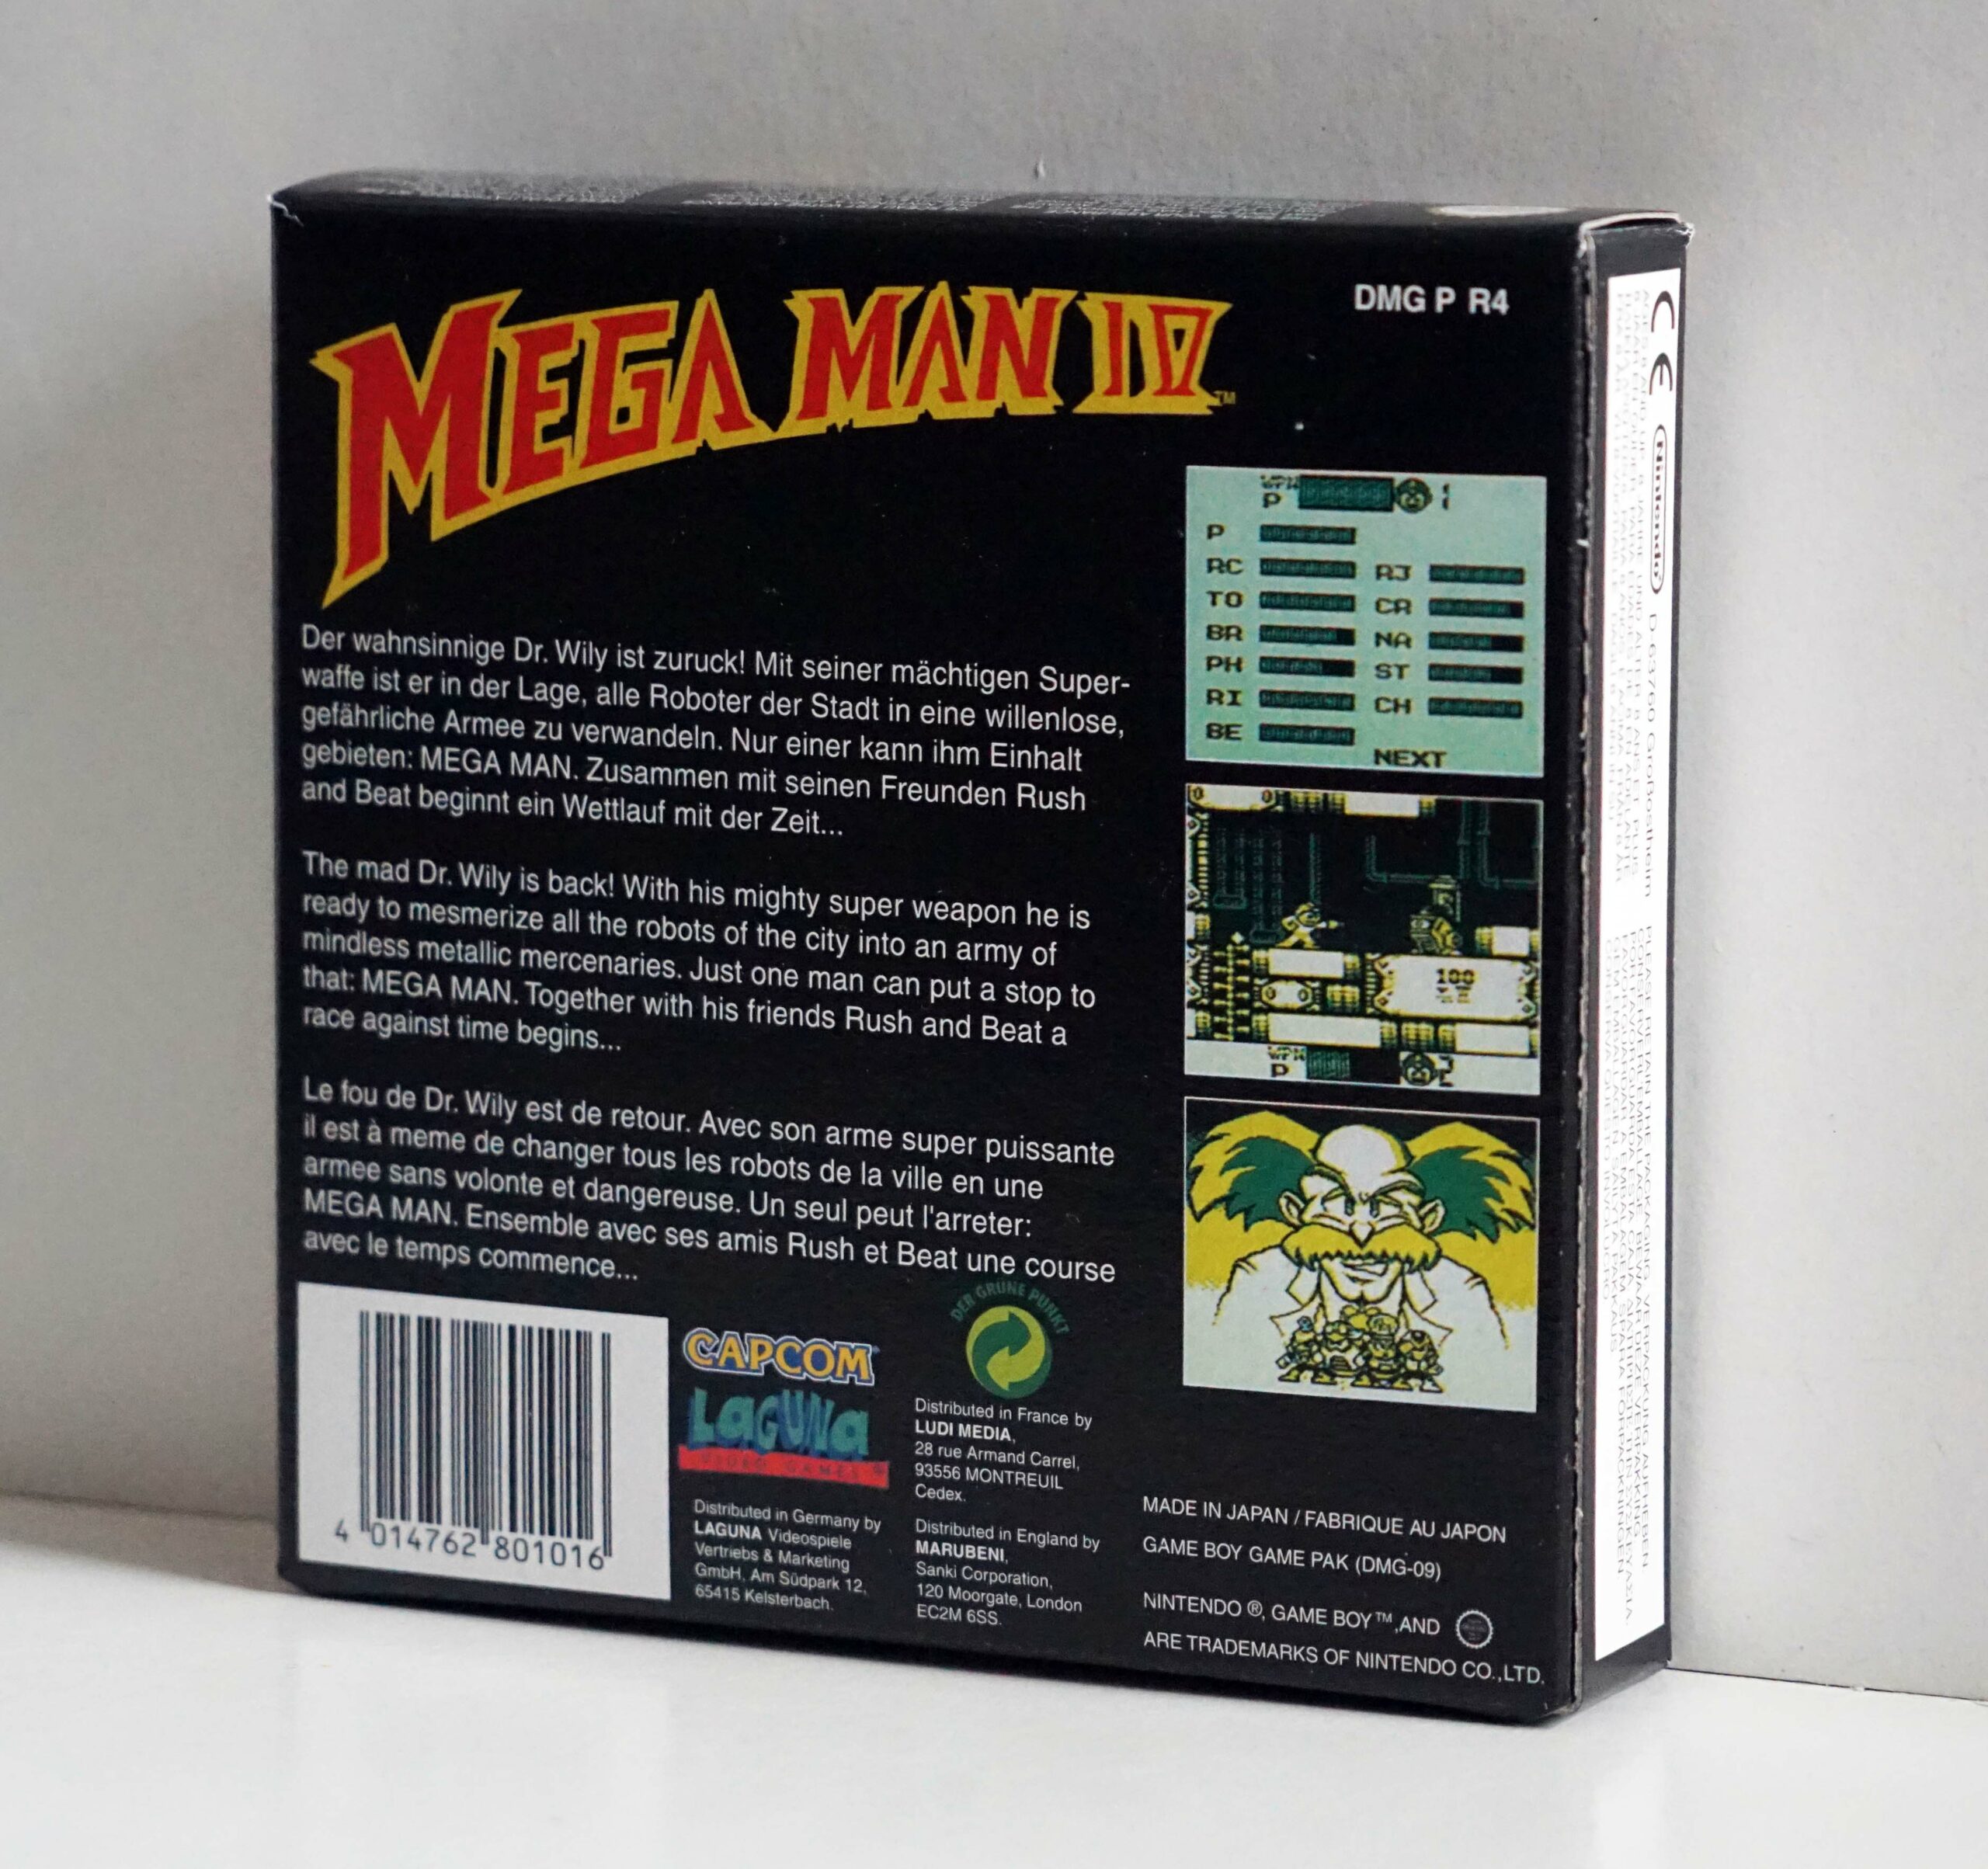 MEGA MAN IV TM
DMG P R4
Der wahnsinnige Dr. Wily ist zuruck! Mit seiner mächtigen Super-
waffe ist er in der Lage, alle Roboter der Stadt in eine willenlose,
gefährliche Armee zu verwandeln. Nur einer kann ihm Einhalt
gebieten: MEGA MAN. Zusammen mit seinen Freunden Rush
and Beat beginnt ein Wettlauf mit der Zeit...
The mad Dr. Wily is back! With his mighty super weapon he is
ready to mesmerize all the robots of the city into an army of
mindless metallic mercenaries. Just one man can put a stop to
that: MEGA MAN. Together with his friends Rush and Beat a
race against time begins...
Le fou de Dr. Wily est de retour. Avec son arme super puissante
il est à meme de changer tous les robots de la ville en une
armee sans volonte et dangereuse. Un seul peut l'arreter:
MEGA MAN. Ensemble avec ses amis Rush et Beat une course
avec le temps commence...
P
P
RC RJ
TO CR
BR NA
PH ST
RI CH
BE
NEXT
100
P
4 014762 801016
CAPCOM
LaGUNa
VIDEO GAMES
Distributed in Germany by
LAGUNA Videospiele
Vertriebs & Marketing
GmbH, Am Südpark 12,
65415 Kelsterbach.
DER GRÜNE PUNKT
Distributed in France by
LUDI MEDIA,
28 rue Armand Carrel,
93556 MONTREUIL
Cedex.
Distributed in England by
MARUBENI,
Sanki Corporation,
120 Moorgate, London
EC2M 6SS.
MADE IN JAPAN / FABRIQUE AU JAPON
GAME BOY GAME PAK (DMG-09)
NINTENDO ®, GAME BOY™,AND
ARE TRADEMARKS OF NINTENDO CO.,LTD.
CE Nintendo D-63760 Großostheim